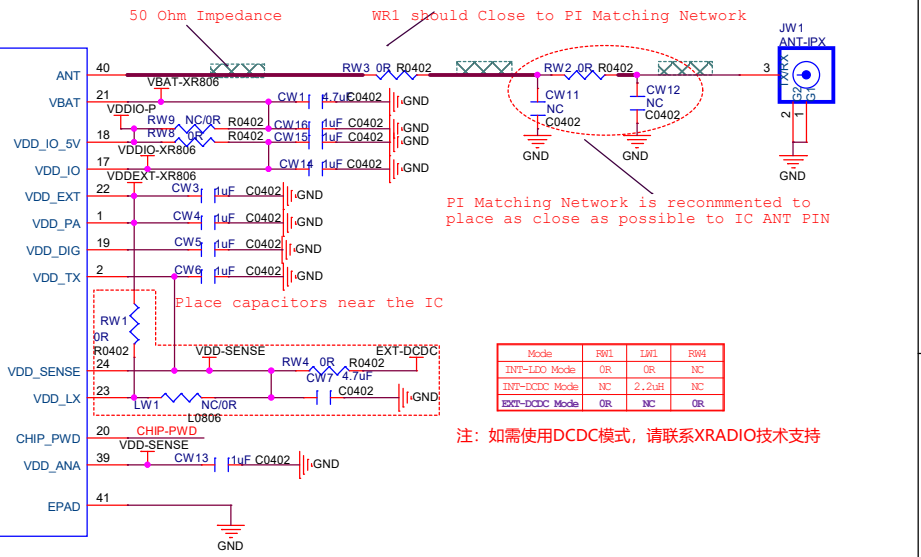 50 Ohm Impedance
WR1 should Close to PI Matching Network
JW1
ANT-IPX
ANT
40
RW3 0R R0402
RW2 0R R0402
3
TX/RX
G2
G1
2
1
GND
VBAT-XR806
VBAT
21
CW1 4.7uF C0402 GND
CW11
NC
C0402
GND
CW12
NC
C0402
GND
VDDIO-P
RW9 NC/0R R0402
CW16 1uF C0402 GND
VDD_IO_5V
18
RW8 0R R0402
CW15 1uF C0402 GND
VDDIO-XR806
VDD_IO
17
CW14 1uF C0402 GND
VDDEXT-XR806
VDD_EXT
22
CW3 1uF C0402 GND
VDD_PA
1
CW4 1uF C0402 GND
VDD_DIG
19
CW5 1uF C0402 GND
VDD_TX
2
CW6 1uF C0402 GND
PI Matching Network is recommented to
place as close as possible to IC ANT PIN
Place capacitors near the IC
RW1
0R
R0402
VDD-SENSE
EXT-DCDC
VDD_SENSE
24
RW4 0R R0402
CW7 4.7uF
C0402
GND
VDD_LX
23
LW1 NC/0R
L0806
Mode RW1 LW1 RW4
INT-LDO Mode 0R 0R NC
INT-DCDC Mode NC 2.2uH NC
EXT-DCDC Mode 0R NC 0R
注：如需使用DCDC模式，请联系XRADIO技术支持
CHIP_PWD
20
CHIP-PWD
VDD-SENSE
VDD_ANA
39
CW13 1uF C0402 GND
EPAD
41
GND